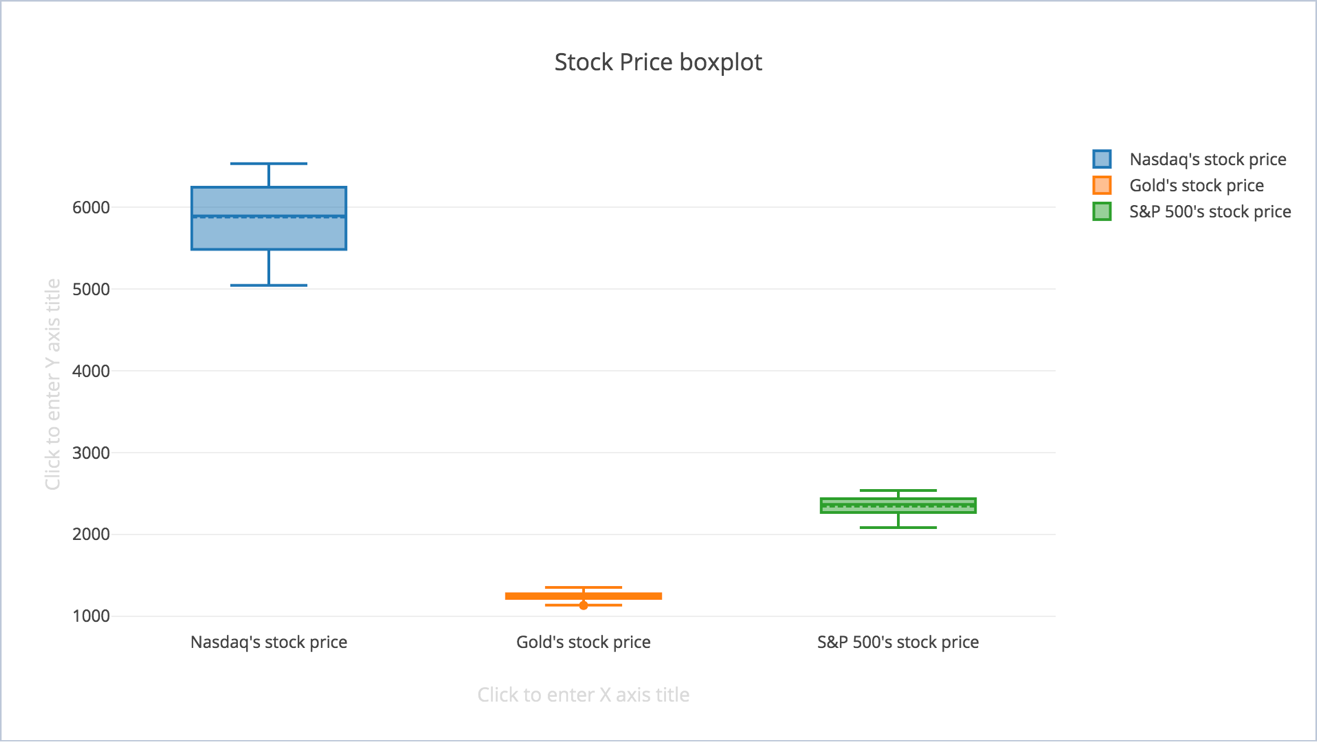 Stock Price boxplot
Nasdaq's stock price
Gold's stock price
S&P 500's stock price
Click to enter Y axis title
6000
5000
4000
3000
2000
1000
Nasdaq's stock price
Gold's stock price
S&P 500's stock price
Click to enter X axis title